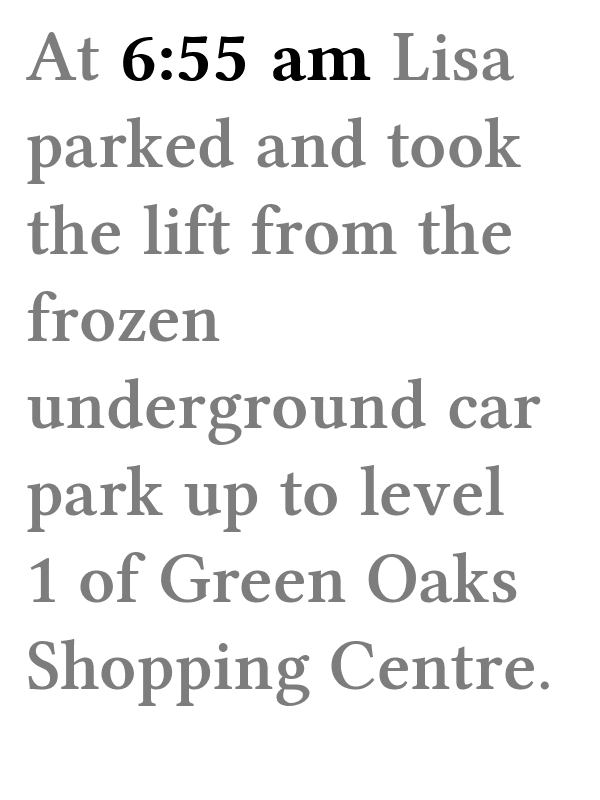 At 6:55 am Lisa
parked and took
the lift from the
frozen
underground car
park up to level
1 of Green Oaks
Shopping Centre.